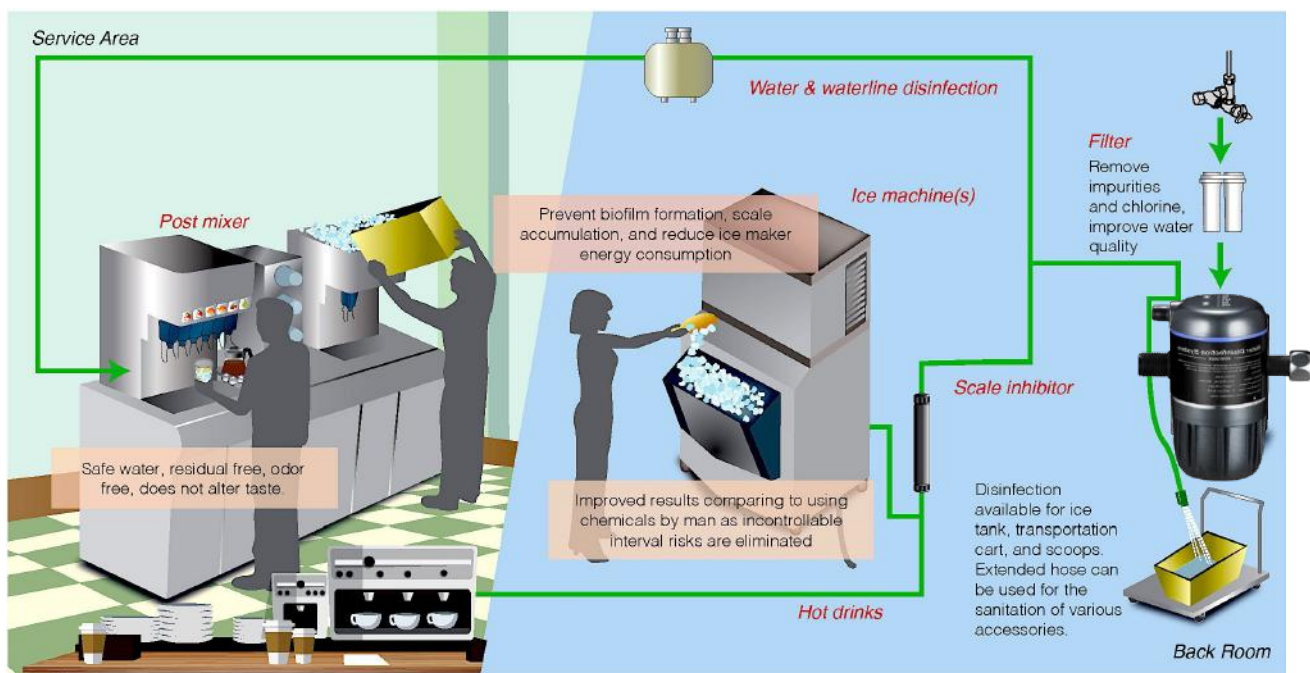 Service Area
Water & waterline disinfection
Filter
Remove
impurities
and chlorine,
improve water
quality
Post mixer
Prevent biofilm formation, scale
accumulation, and reduce ice maker
energy consumption
Ice machine(s)
Scale inhibitor
Safe water, residual free, odor
free, does not alter taste.
Improved results comparing to using
chemicals by man as incontrollable
interval risks are eliminated
Disinfection
available for ice
tank, transportation
cart, and scoops.
Extended hose can
be used for the
sanitation of various
accessories.
Hot drinks
Back Room